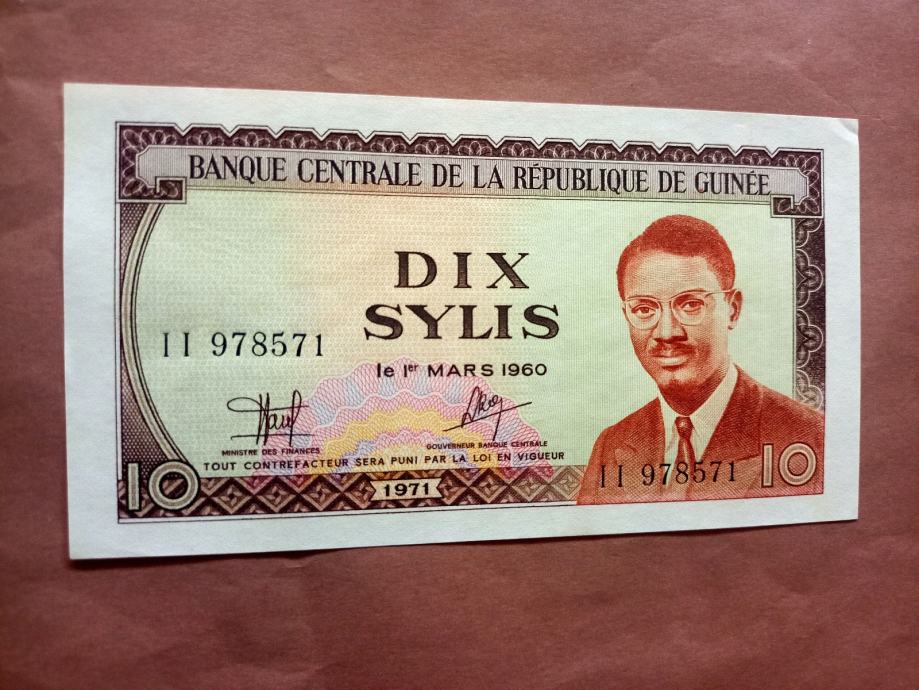 BANQUE CENTRALE DE LA RÉPUBLIQUE DE GUINÉE
DIX
SYLIS
II 978571
le 1er MARS 1960
MINISTRE DES FINANCES
GOUVERNEUR BANQUE CENTRALE
TOUT CONTREFACTEUR SERA PUNI PAR LA LOI EN VIGUEUR
II 978571
10
10
1971